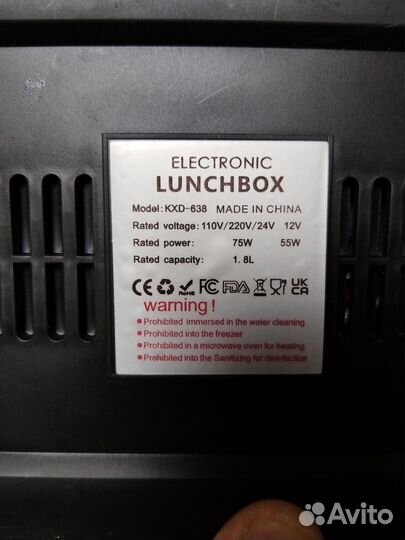 ELECTRONIC
LUNCHBOX
Model: KXD-638 MADE IN CHINA
Rated voltage: 110V/220V/24V 12V
Rated power: 75W 55W
Rated capacity: 1. 8L
CE FC FDA UK CA
warning!
Prohibited immersed in the water cleaning
Prohibited into the freezer
Prohibited in a microwave oven for heating
Prohibited into the Sanitizing for disinfection
Avito